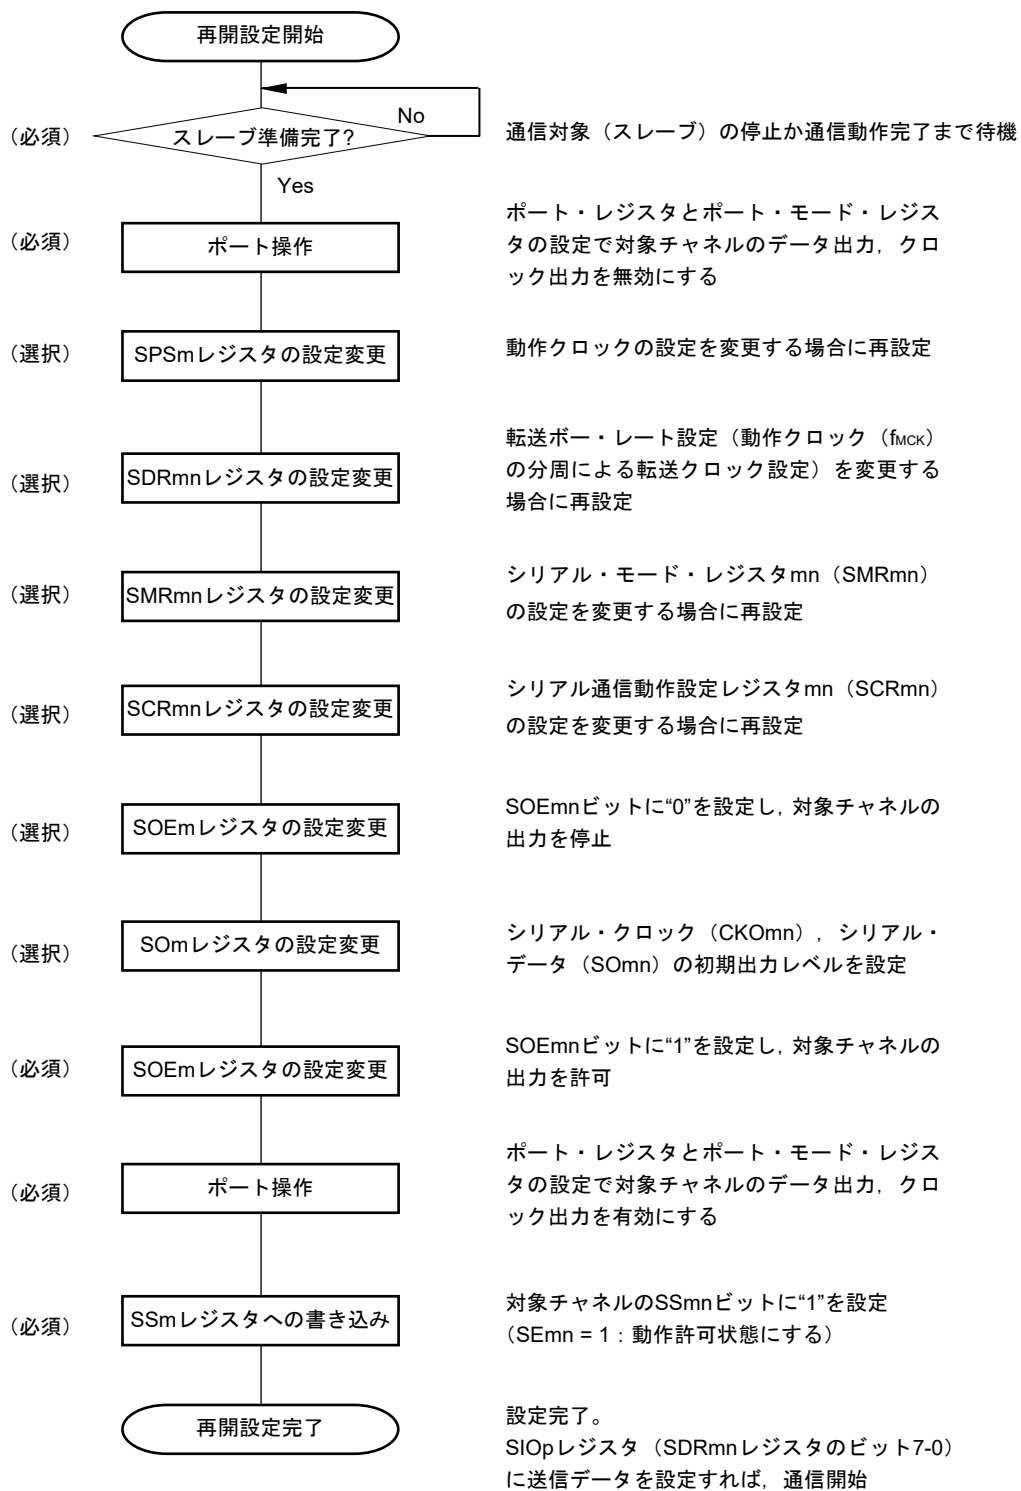 再開設定開始
No
（必須）
スレーブ準備完了?
通信対象（スレーブ）の停止か通信動作完了まで待機
Yes
（必須）
ポート操作
ポート・レジスタとポート・モード・レジス
タの設定で対象チャネルのデータ出力，クロ
ック出力を無効にする
（選択）
SPSmレジスタの設定変更
動作クロックの設定を変更する場合に再設定
（選択）
SDRmnレジスタの設定変更
転送ボー・レート設定（動作クロック（fMCK）
の分周による転送クロック設定）を変更する
場合に再設定
（選択）
SMRmnレジスタの設定変更
シリアル・モード・レジスタmn（SMRmn）
の設定を変更する場合に再設定
（選択）
SCRmnレジスタの設定変更
シリアル通信動作設定レジスタmn（SCRmn）
の設定を変更する場合に再設定
（選択）
SOEmレジスタの設定変更
SOEmnビットに“0”を設定し，対象チャネルの
出力を停止
（選択）
SOmレジスタの設定変更
シリアル・クロック（CKOmn），シリアル・
データ（SOmn）の初期出力レベルを設定
（必須）
SOEmレジスタの設定変更
SOEmnビットに“1”を設定し，対象チャネルの
出力を許可
（必須）
ポート操作
ポート・レジスタとポート・モード・レジス
タの設定で対象チャネルのデータ出力，クロ
ック出力を有効にする
（必須）
SSmレジスタへの書き込み
対象チャネルのSSmnビットに“1”を設定
（SEmn = 1：動作許可状態にする）
再開設定完了
設定完了。
SIOpレジスタ（SDRmnレジスタのビット7-0）
に送信データを設定すれば，通信開始